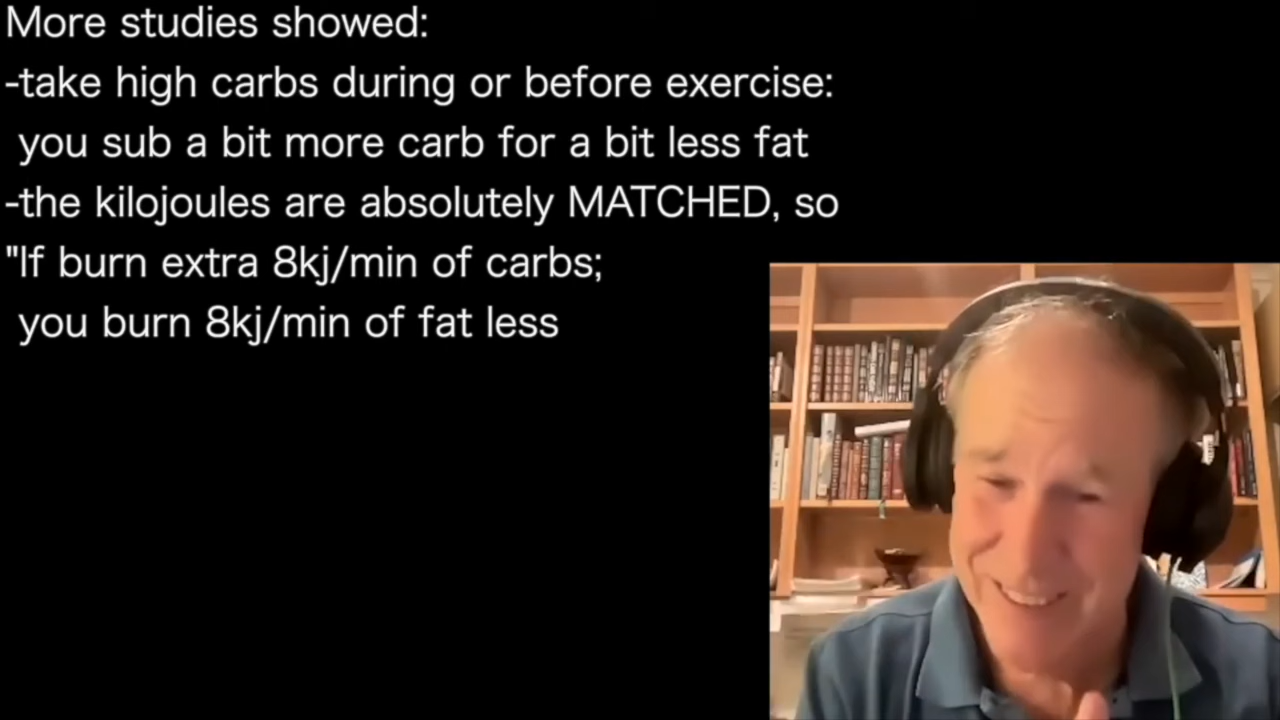 More studies showed:
-take high carbs during or before exercise:
you sub a bit more carb for a bit less fat
-the kilojoules are absolutely MATCHED, so
"If burn extra 8kj/min of carbs;
you burn 8kj/min of fat less